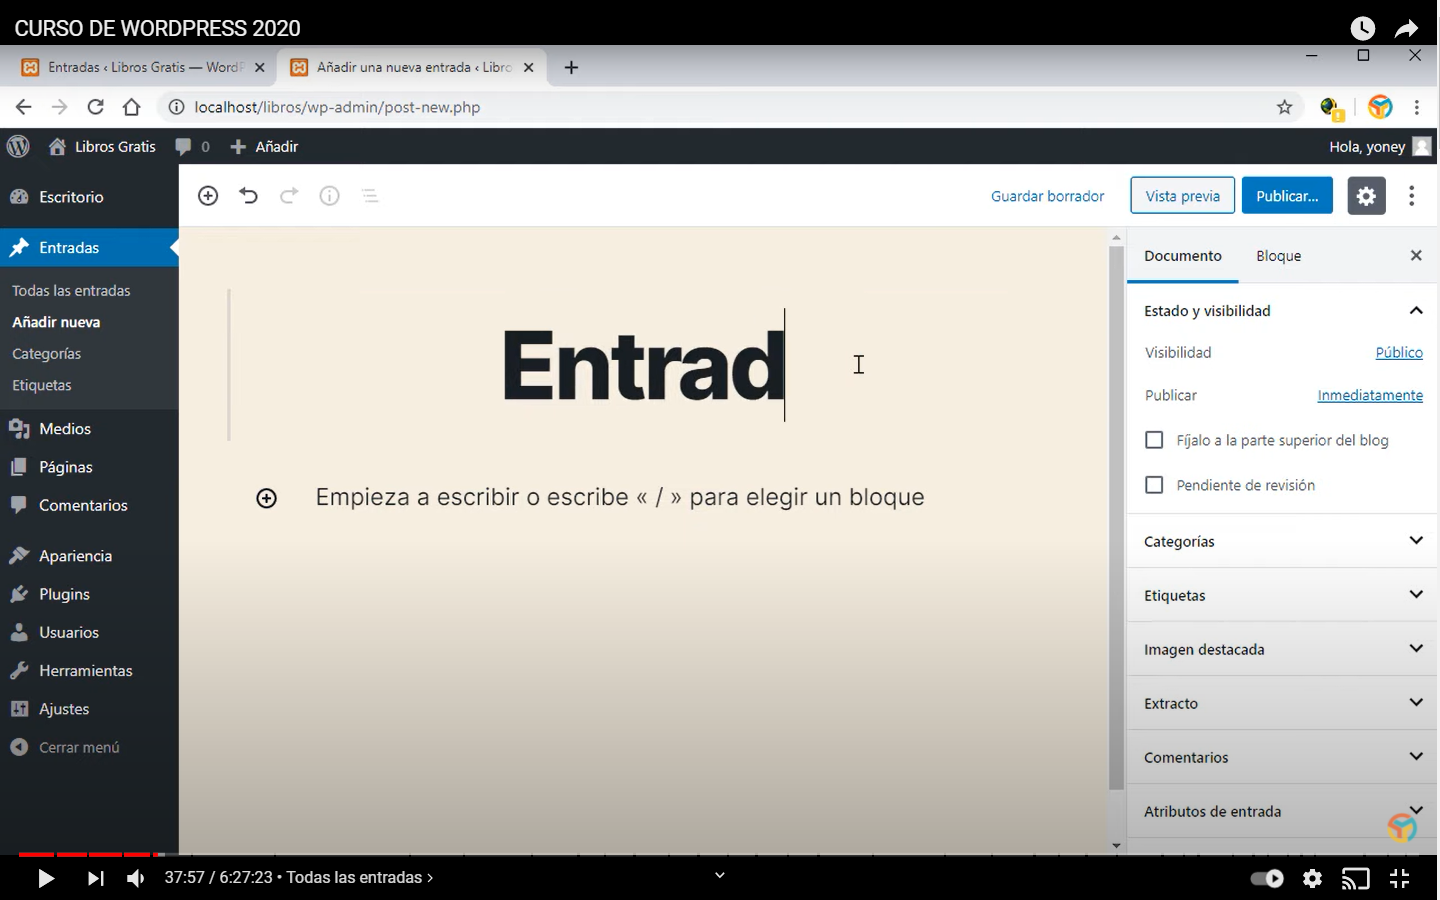 CURSO DE WORDPRESS 2020
Entradas ‹ Libros Gratis — WordP
Añadir una nueva entrada ‹ Libro
localhost/libros/wp-admin/post-new.php
Libros Gratis
0
Añadir
Hola, yoney
Escritorio
Entradas
Todas las entradas
Añadir nueva
Categorías
Etiquetas
Medios
Páginas
Comentarios
Apariencia
Plugins
Usuarios
Herramientas
Ajustes
Cerrar menú
Guardar borrador
Vista previa
Publicar...
Entrad
Empieza a escribir o escribe « / » para elegir un bloque
Documento
Bloque
Estado y visibilidad
Visibilidad
Público
Publicar
Inmediatamente
Fíjalo a la parte superior del blog
Pendiente de revisión
Categorías
Etiquetas
Imagen destacada
Extracto
Comentarios
Atributos de entrada
37:57 / 6:27:23 • Todas las entradas ›